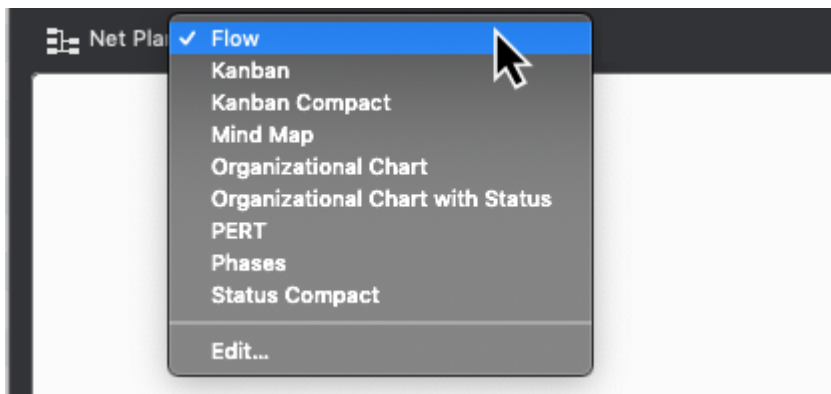 Net Pla
Flow
Kanban
Kanban Compact
Mind Map
Organizational Chart
Organizational Chart with Status
PERT
Phases
Status Compact
Edit...